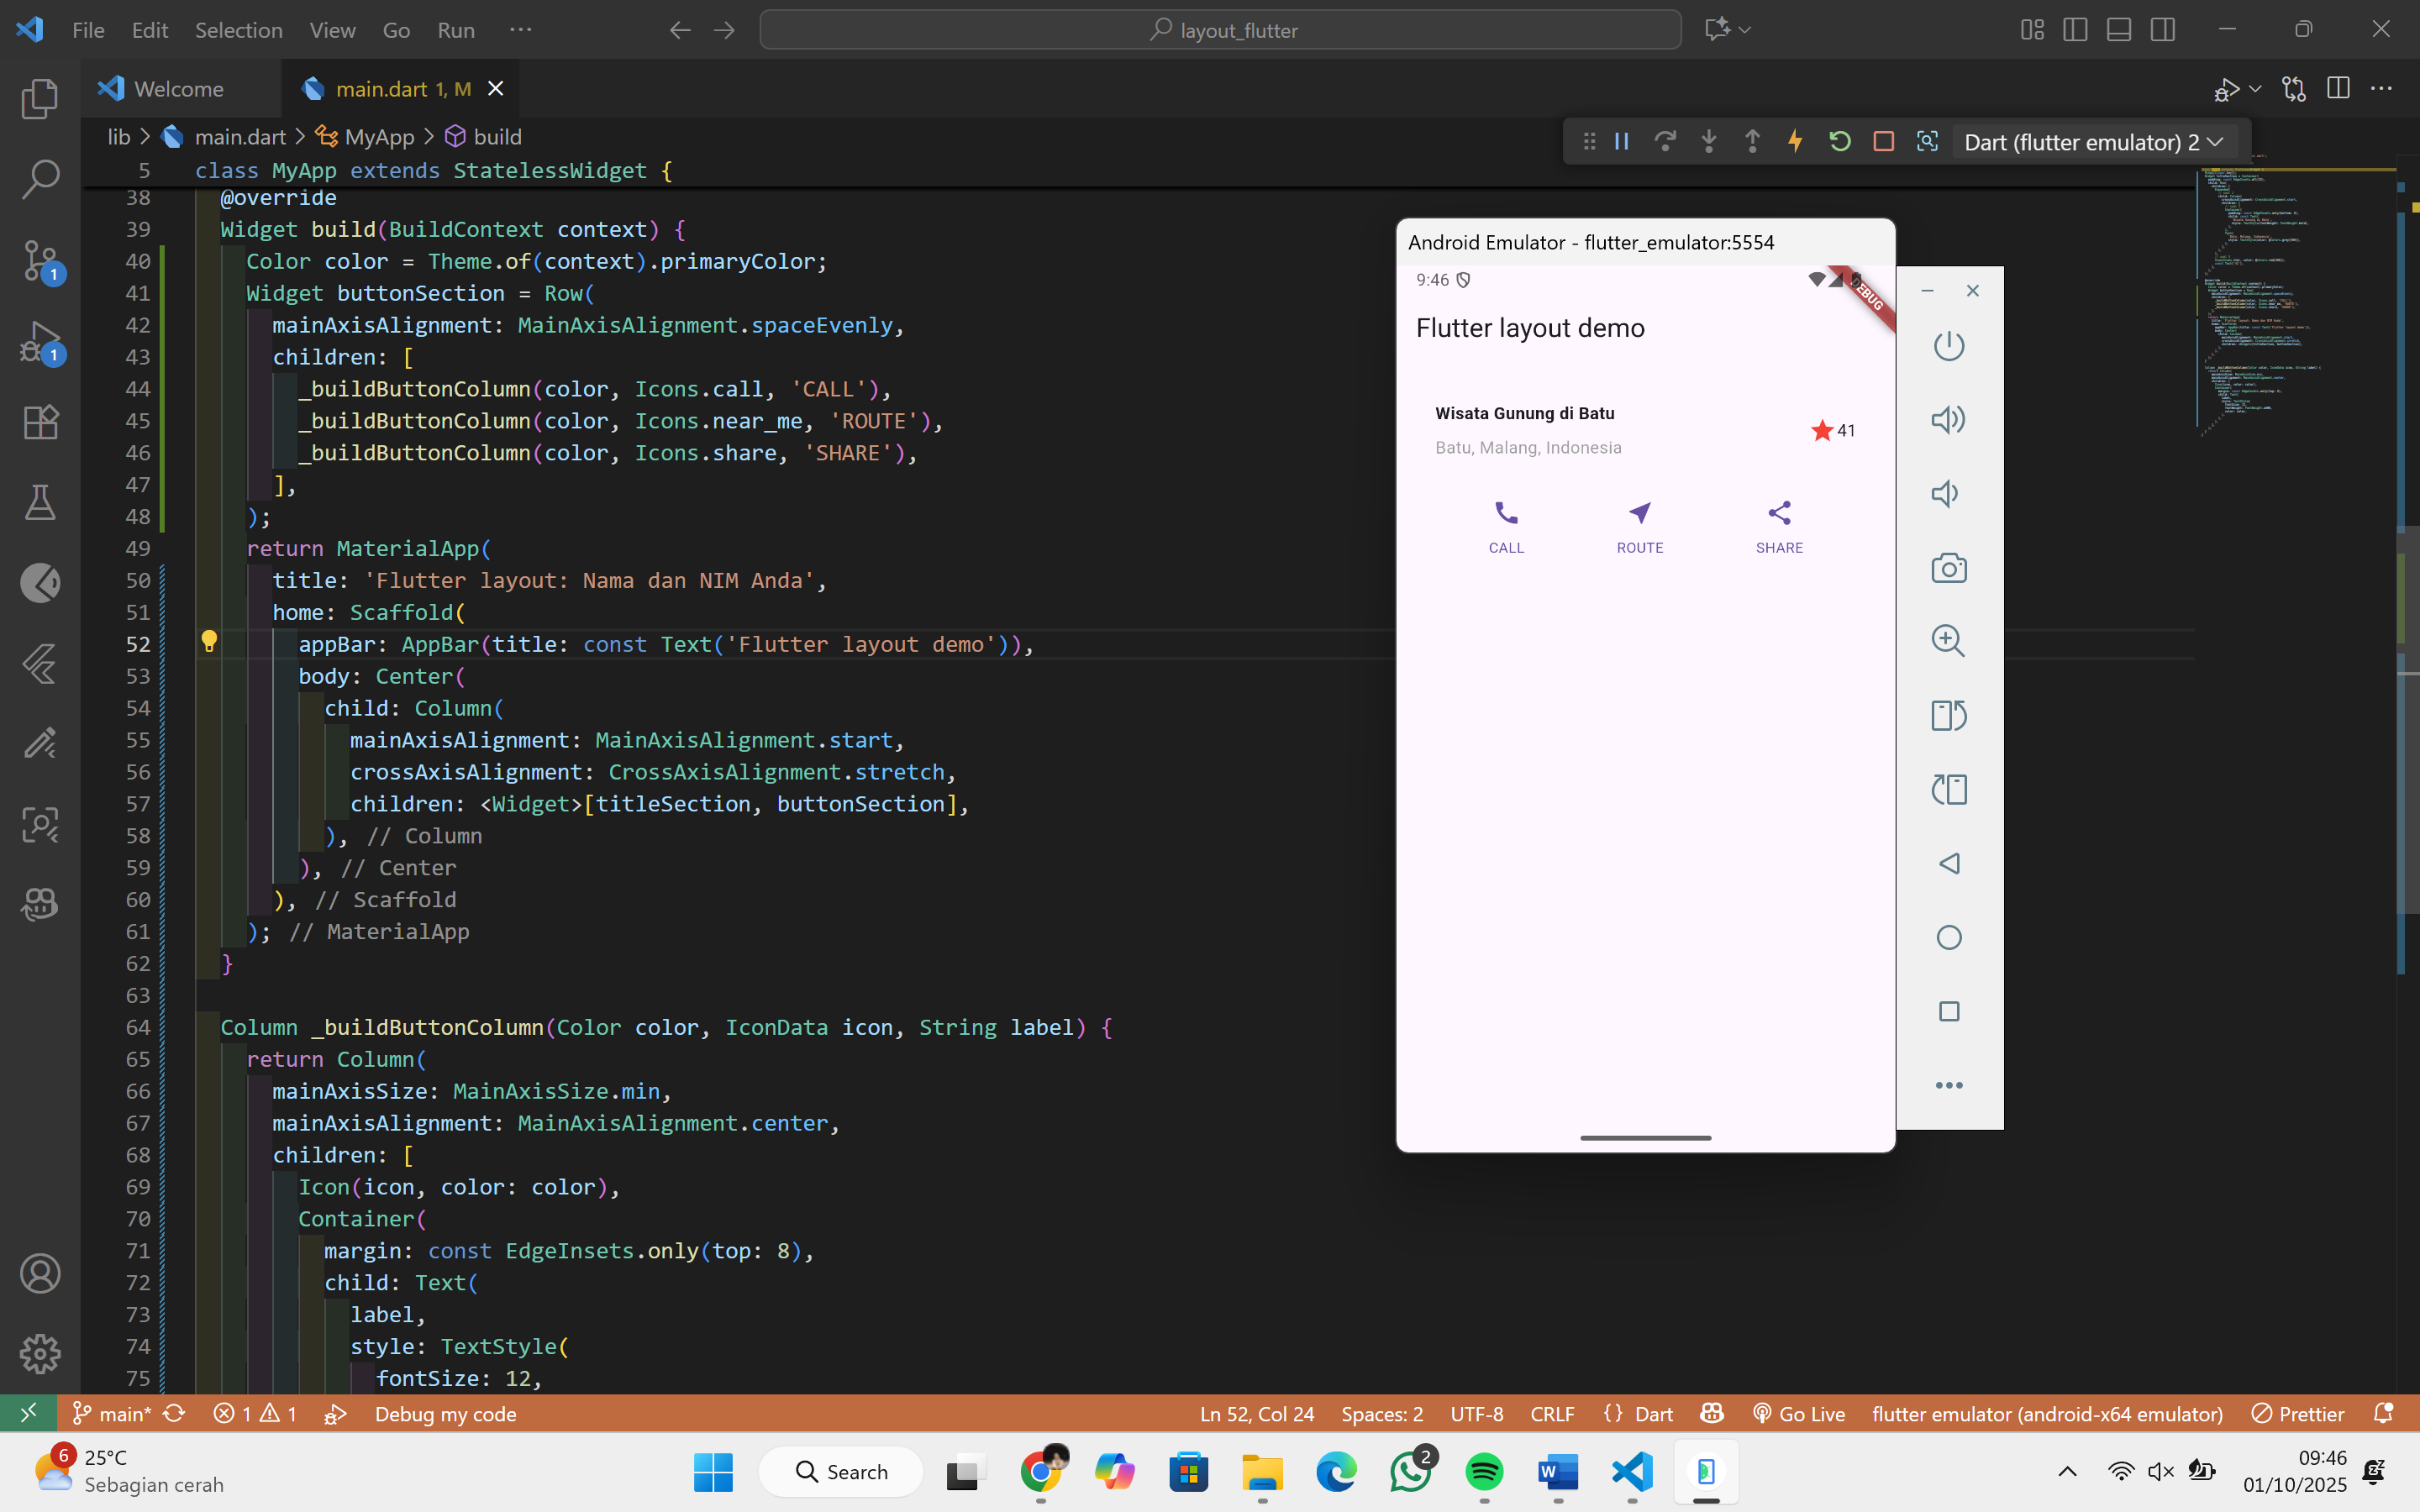 File Edit Selection View Go Run ··· layout_flutter
Welcome main.dart 1, M
lib > main.dart > MyApp > build
Dart (flutter emulator) 2
5 class MyApp extends StatelessWidget {
38 @override
39 Widget build(BuildContext context) {
40 Color color = Theme.of(context).primaryColor;
41 Widget buttonSection = Row(
42 mainAxisAlignment: MainAxisAlignment.spaceEvenly,
43 children: [
44 _buildButtonColumn(color, Icons.call, 'CALL'),
45 _buildButtonColumn(color, Icons.near_me, 'ROUTE'),
46 _buildButtonColumn(color, Icons.share, 'SHARE'),
47 ],
48 );
49 return MaterialApp(
50 title: 'Flutter layout: Nama dan NIM Anda',
51 home: Scaffold(
52 appBar: AppBar(title: const Text('Flutter layout demo')),
53 body: Center(
54 child: Column(
55 mainAxisAlignment: MainAxisAlignment.start,
56 crossAxisAlignment: CrossAxisAlignment.stretch,
57 children: <Widget>[titleSection, buttonSection],
58 ), // Column
59 ), // Center
60 ), // Scaffold
61 ); // MaterialApp
62 }
63
64 Column _buildButtonColumn(Color color, IconData icon, String label) {
65 return Column(
66 mainAxisSize: MainAxisSize.min,
67 mainAxisAlignment: MainAxisAlignment.center,
68 children: [
69 Icon(icon, color: color),
70 Container(
71 margin: const EdgeInsets.only(top: 8),
72 child: Text(
73 label,
74 style: TextStyle(
75 fontSize: 12,
Android Emulator - flutter_emulator:5554
9:46
Flutter layout demo
Wisata Gunung di Batu
Batu, Malang, Indonesia
41
CALL ROUTE SHARE
1
1
main* 1 1 Debug my code Ln 52, Col 24 Spaces: 2 UTF-8 CRLF {} Dart Go Live flutter emulator (android-x64 emulator) Prettier
6 25°C
Sebagian cerah
Search
2
09:46
01/10/2025